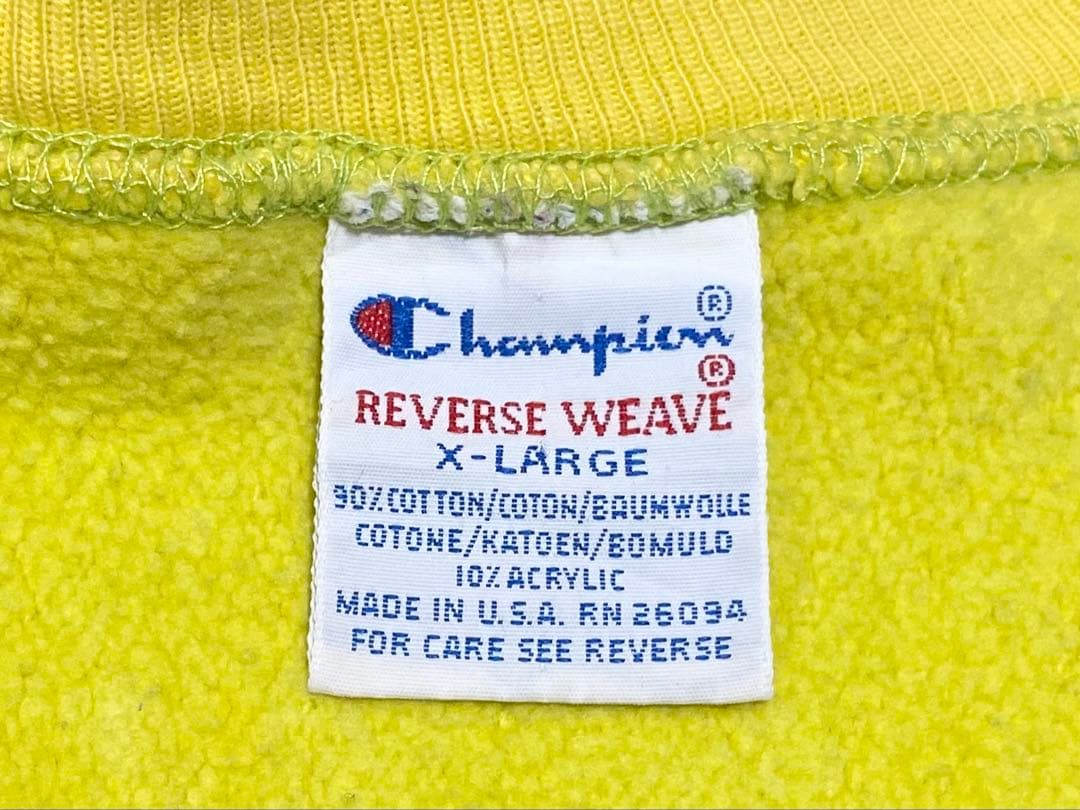 Champion®
REVERSE WEAVE®
X-LARGE
90% COTTON/COTON/BAUMWOLLE
COTONE/KATOEN/BOMULD
10% ACRYLIC
MADE IN U.S.A. RN 26094
FOR CARE SEE REVERSE